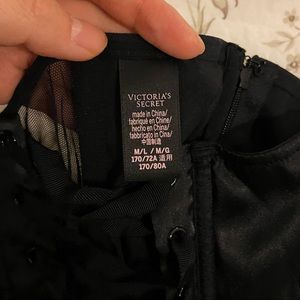 VICTORIA'S
SECRET
made in China/
fabriqué en Chine/
hecho en China/
fabbricato in Cina/
中国制造
M/L / M/G
170/72A 适用
170/80A